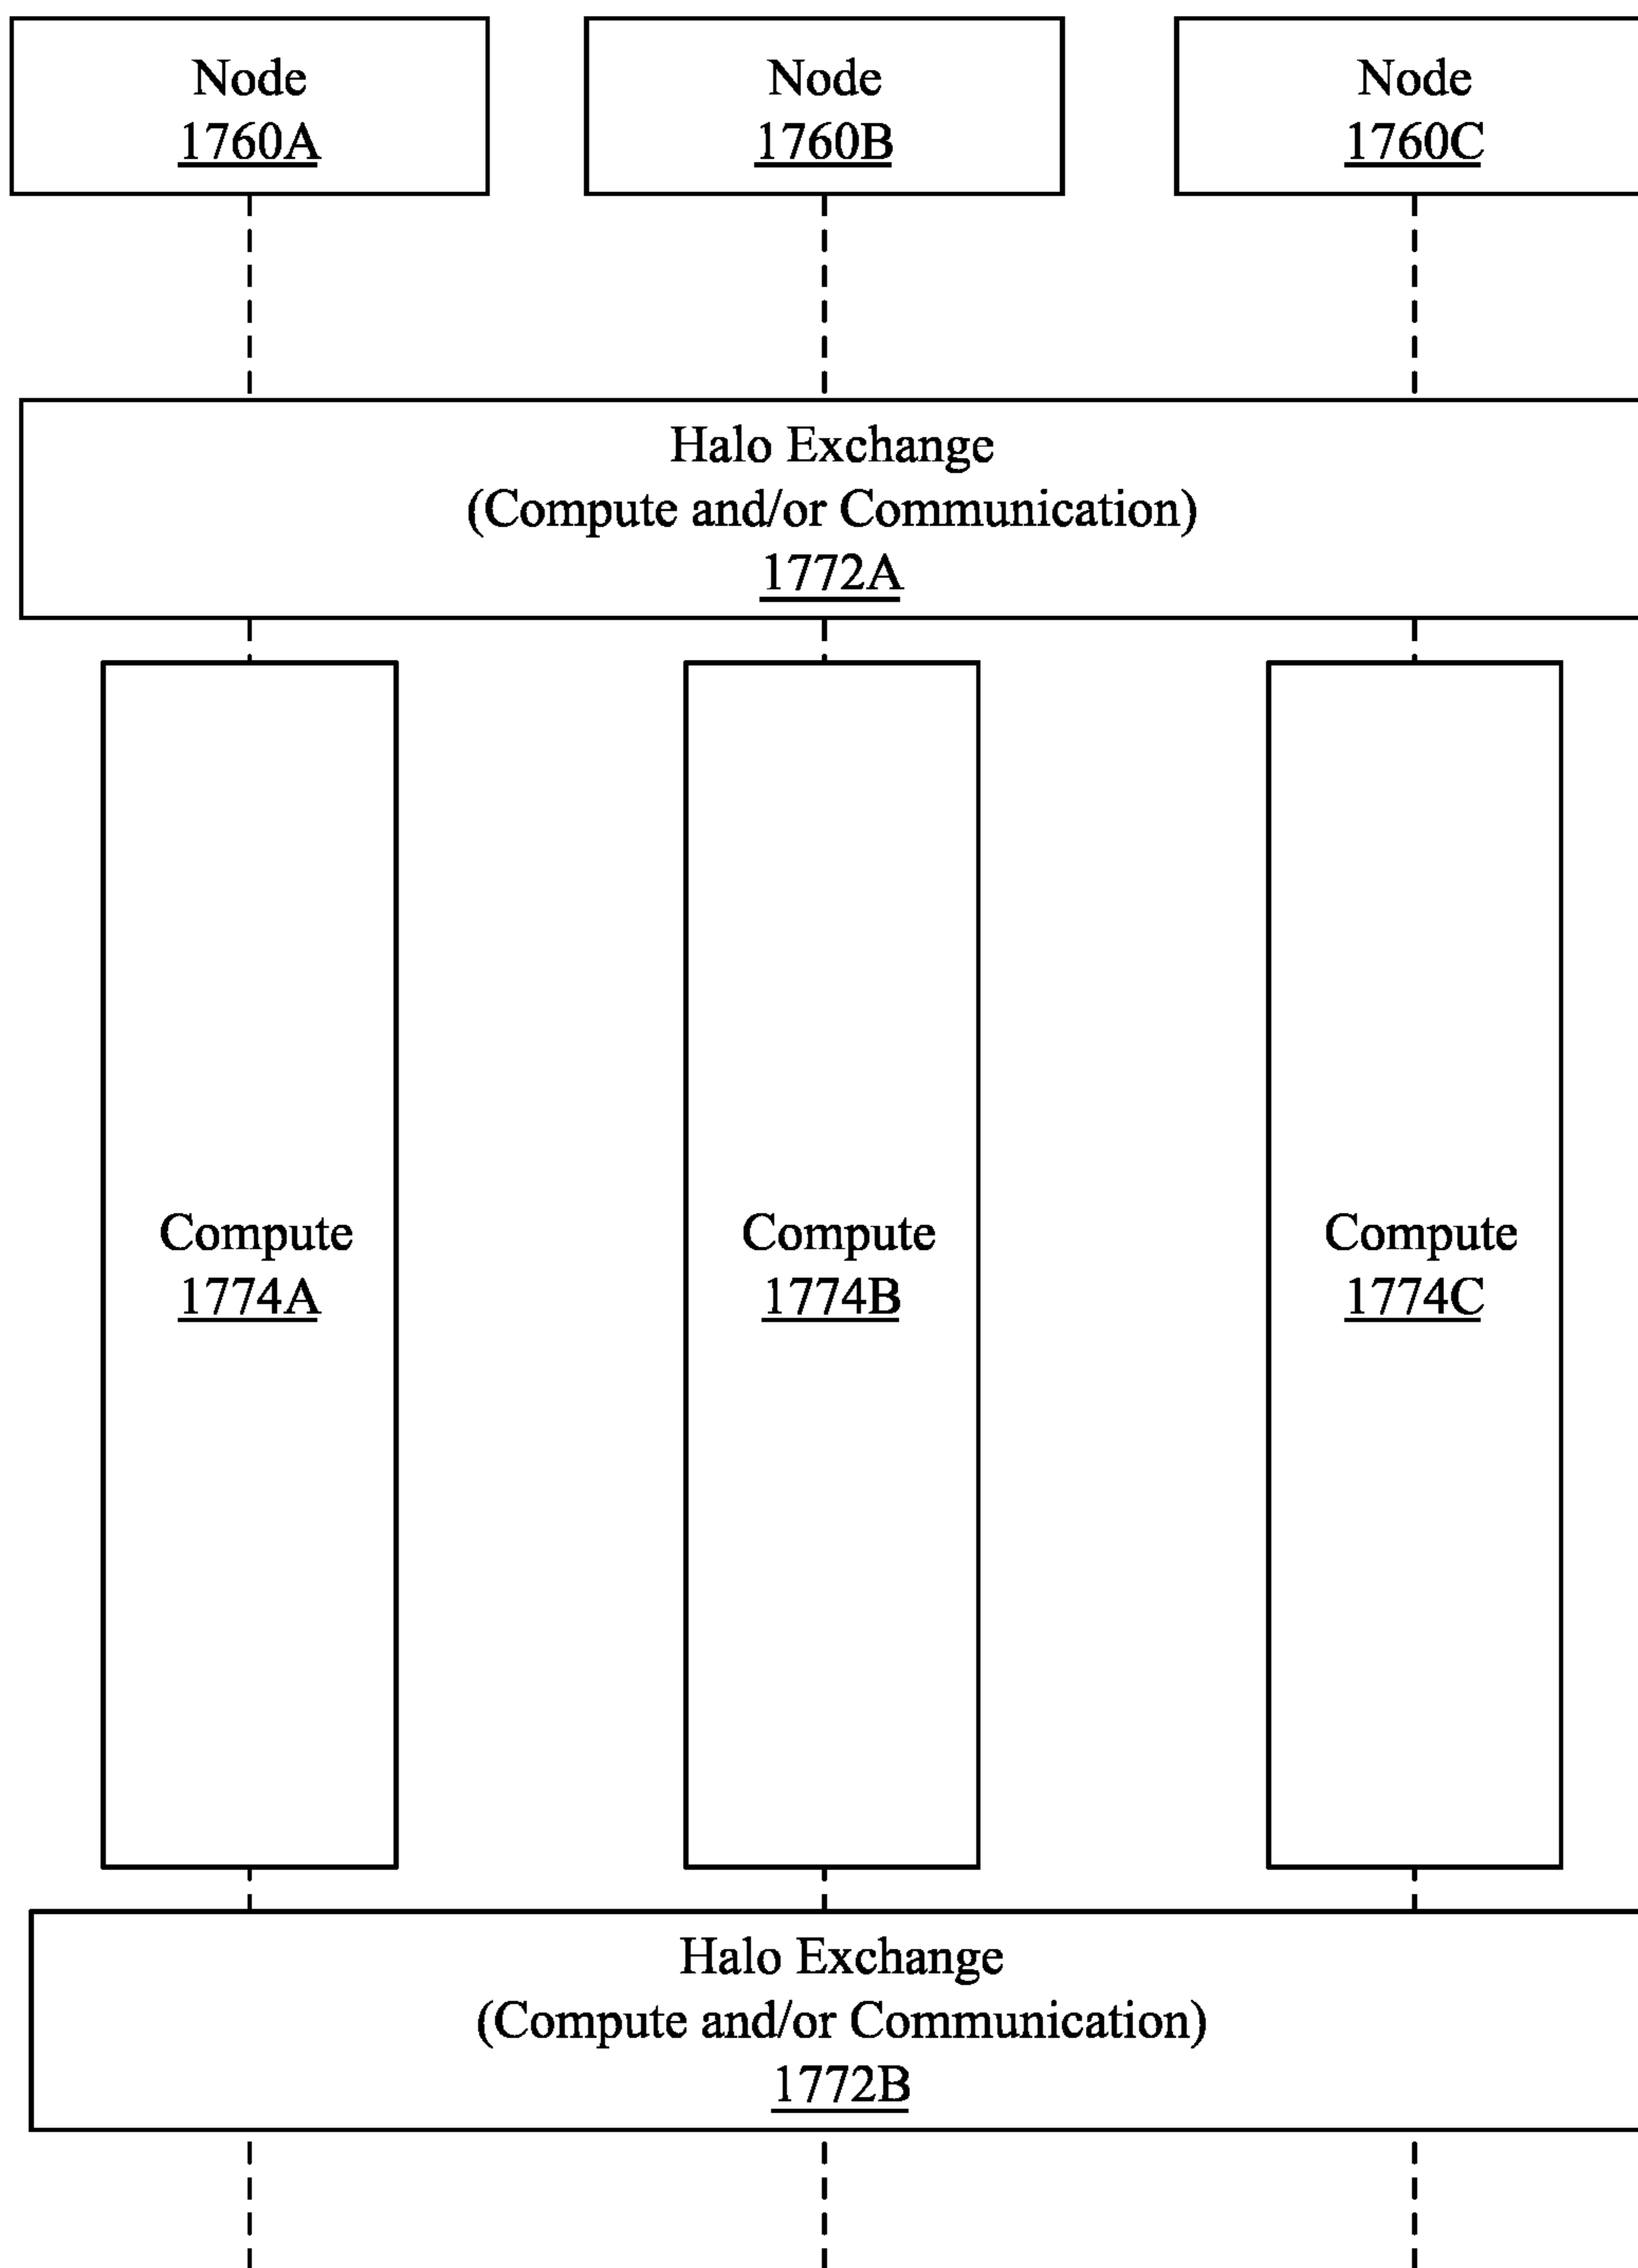 Node
1760A
Node
1760B
Node
1760C
Halo Exchange
(Compute and/or Communication)
1772A
Compute
1774A
Compute
1774B
Compute
1774C
Halo Exchange
(Compute and/or Communication)
1772B